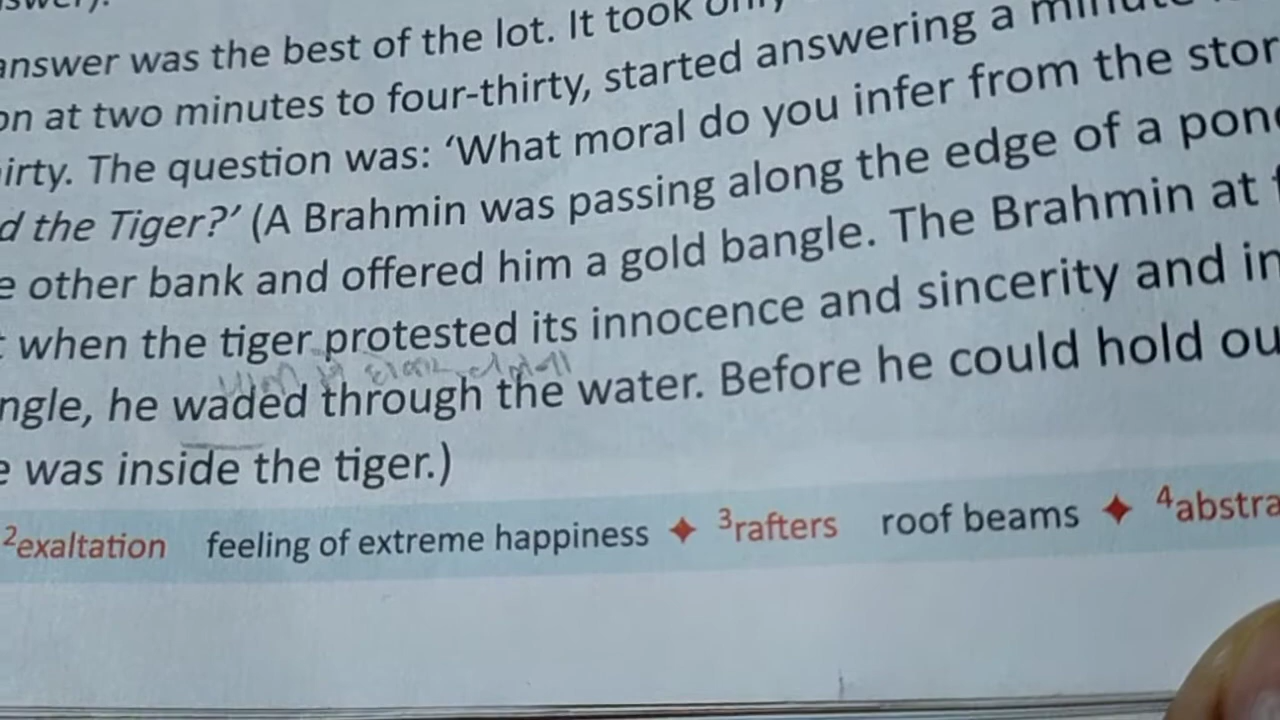 answer was the best of the lot. It took only
on at two minutes to four-thirty, started answering a minute
irty. The question was: ‘What moral do you infer from the stor
d the Tiger?’ (A Brahmin was passing along the edge of a pon
e other bank and offered him a gold bangle. The Brahmin at
when the tiger protested its innocence and sincerity and in
ngle, he waded through the water. Before he could hold ou
e was inside the tiger.)
²exaltation feeling of extreme happiness ✦ ³rafters roof beams ✦ ⁴abstra